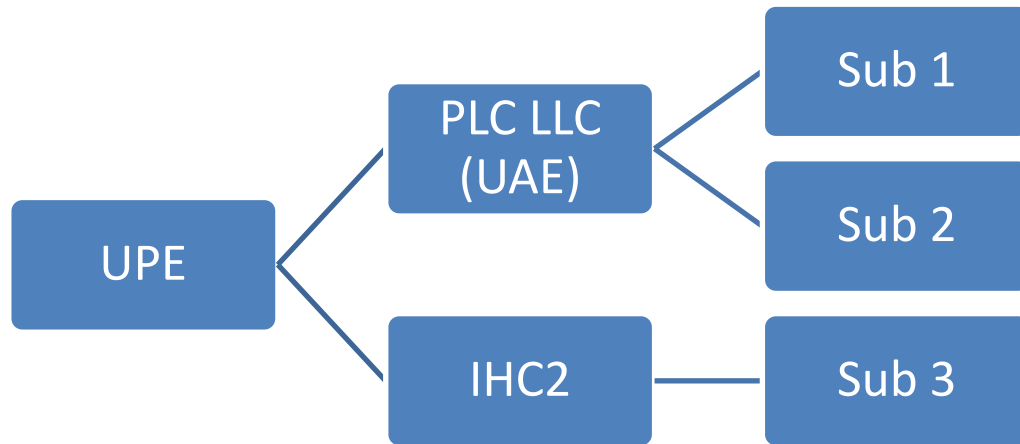 UPE
PLC LLC
(UAE)
IHC2
Sub 1
Sub 2
Sub 3